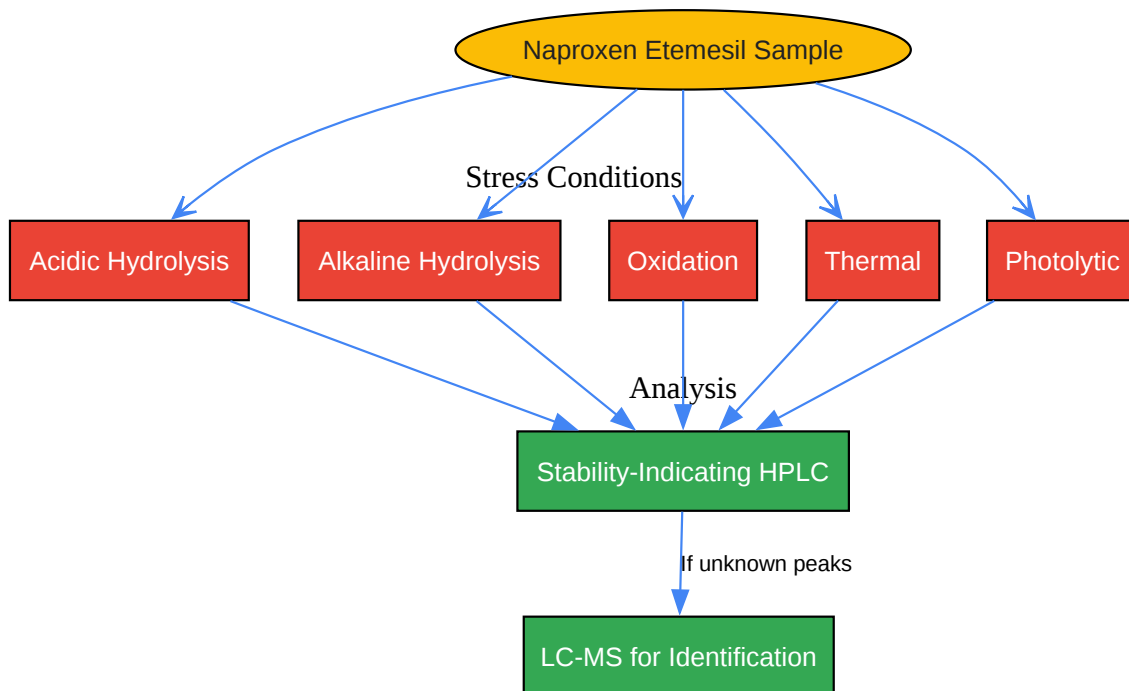 Naproxen Etemesil Sample
Stress Conditions
Acidic Hydrolysis
Alkaline Hydrolysis
Oxidation
Thermal
Photolytic
Analysis
Stability-Indicating HPLC
If unknown peaks
LC-MS for Identification